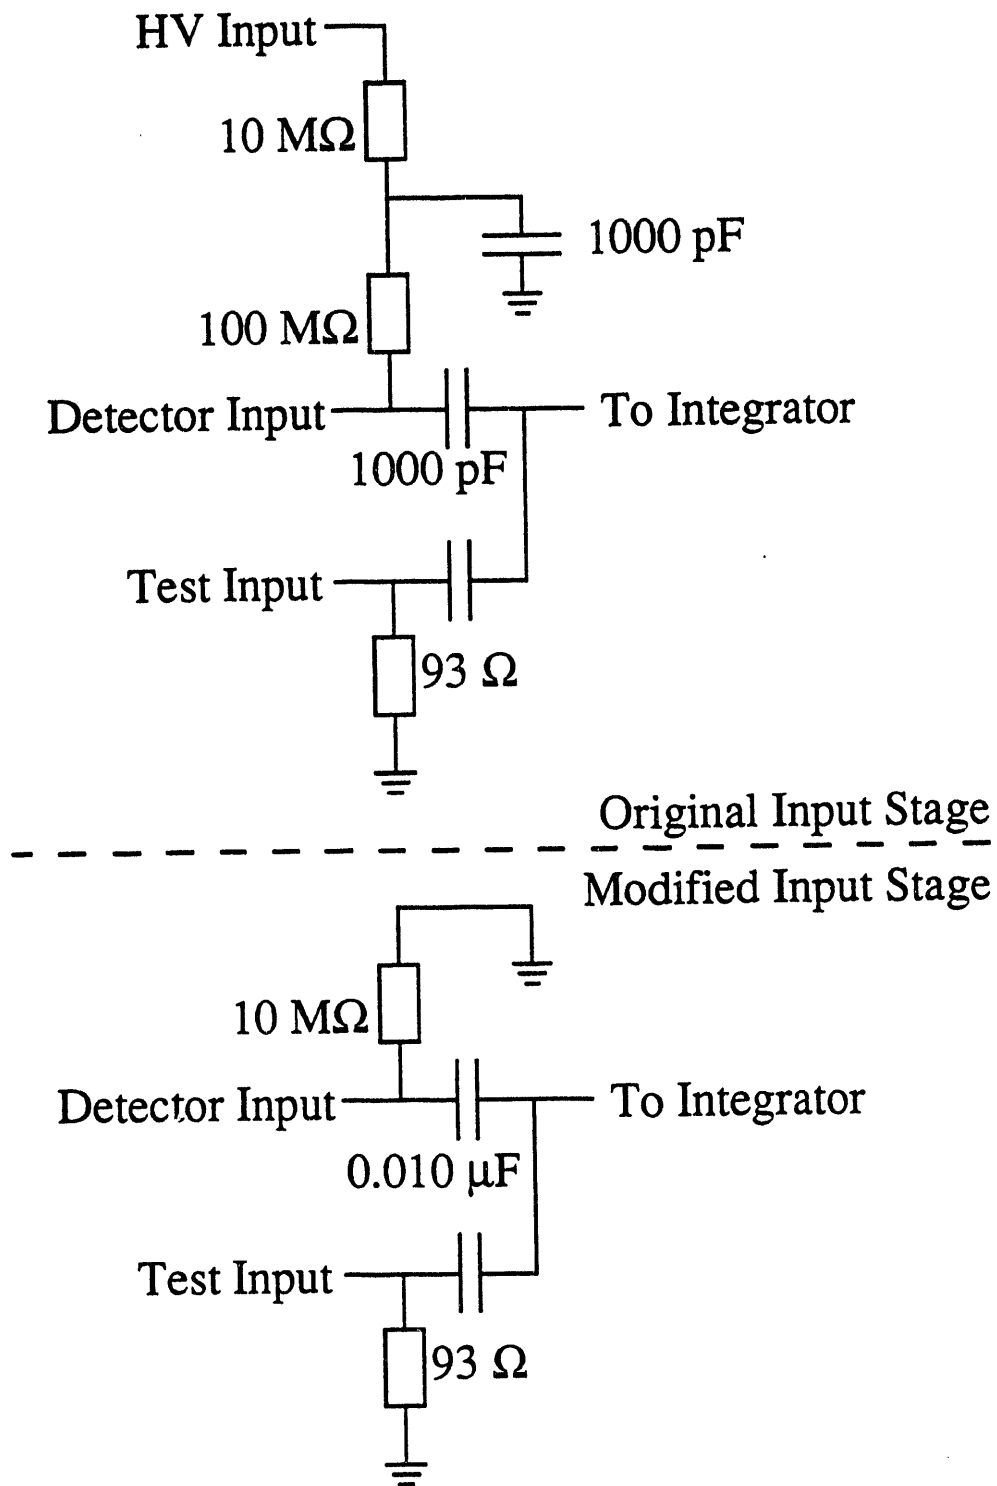 HV Input
10 MΩ
1000 pF
100 MΩ
Detector Input
To Integrator
1000 pF
Test Input
93 Ω
Original Input Stage
Modified Input Stage
10 MΩ
Detector Input
To Integrator
0.010 μF
Test Input
93 Ω